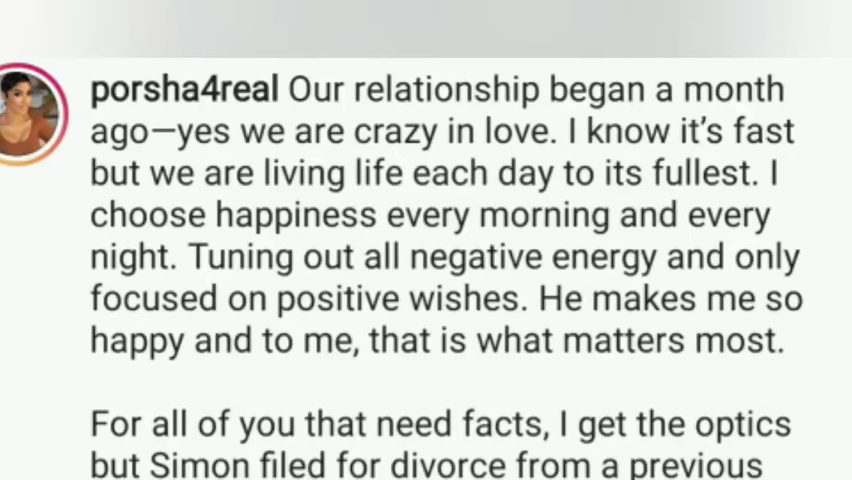 porsha4real Our relationship began a month
ago—yes we are crazy in love. I know it's fast
but we are living life each day to its fullest. I
choose happiness every morning and every
night. Tuning out all negative energy and only
focused on positive wishes. He makes me so
happy and to me, that is what matters most.
For all of you that need facts, I get the optics
but Simon filed for divorce from a previous